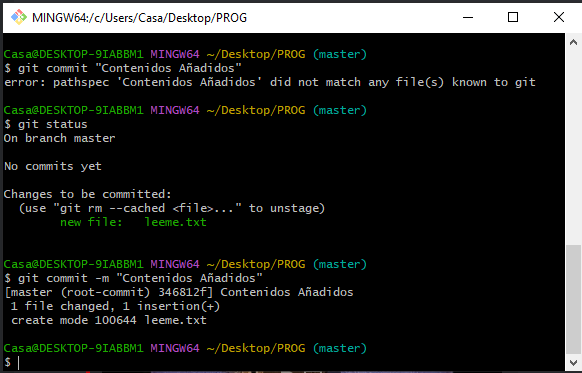 MINGW64:/c/Users/Casa/Desktop/PROG
Casa@DESKTOP-9IABBM1 MINGW64 ~/Desktop/PROG (master)
$ git commit "Contenidos Añadidos"
error: pathspec 'Contenidos Añadidos' did not match any file(s) known to git
Casa@DESKTOP-9IABBM1 MINGW64 ~/Desktop/PROG (master)
$ git status
On branch master
No commits yet
Changes to be committed:
  (use "git rm --cached <file>..." to unstage)
        new file:   leeme.txt
Casa@DESKTOP-9IABBM1 MINGW64 ~/Desktop/PROG (master)
$ git commit -m "Contenidos Añadidos"
[master (root-commit) 346812f] Contenidos Añadidos
 1 file changed, 1 insertion(+)
 create mode 100644 leeme.txt
Casa@DESKTOP-9IABBM1 MINGW64 ~/Desktop/PROG (master)
$